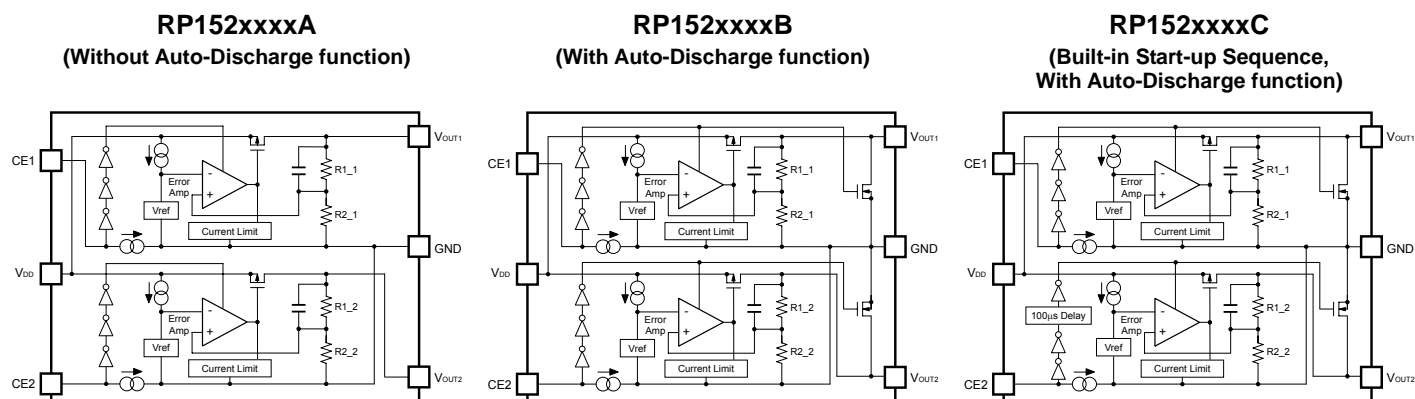 RP152xxxxA
(Without Auto-Discharge function)
CE1
VDD
CE2
VOUT1
GND
VOUT2
Error
Amp
-
+
Vref
Current Limit
R1_1
R2_1
Error
Amp
-
+
Vref
Current Limit
R1_2
R2_2
RP152xxxxB
(With Auto-Discharge function)
CE1
VDD
CE2
VOUT1
GND
VOUT2
Error
Amp
-
+
Vref
Current Limit
R1_1
R2_1
Error
Amp
-
+
Vref
Current Limit
R1_2
R2_2
RP152xxxxC
(Built-in Start-up Sequence,
With Auto-Discharge function)
CE1
VDD
CE2
VOUT1
GND
VOUT2
Error
Amp
-
+
Vref
Current Limit
R1_1
R2_1
100µs Delay
Error
Amp
-
+
Vref
Current Limit
R1_2
R2_2